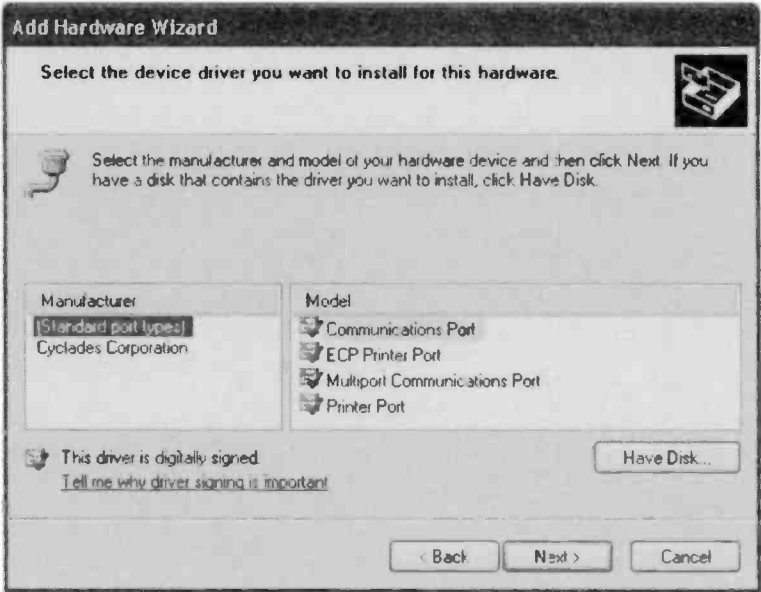 Add Hardware Wizard
Select the device driver you want to install for this hardware.
Select the manufacturer and model of your hardware device and then click Next. If you
have a disk that contains the driver you want to install, click Have Disk.
Manufacturer
(Standard port types)
Cyclades Corporation
Model
Communications Port
ECP Printer Port
Multiport Communications Port
Printer Port
This driver is digitally signed.
Tell me why driver signing is important
Have Disk...
< Back
Next >
Cancel